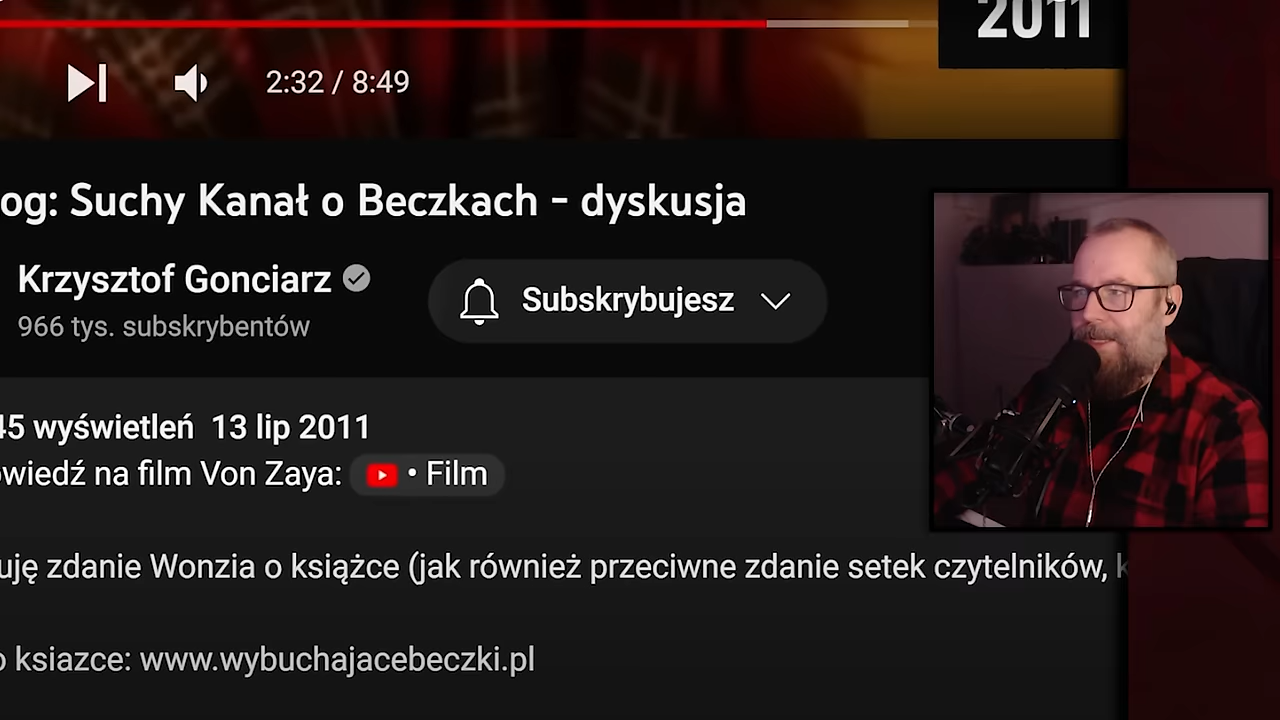 2011
2:32 / 8:49
og: Suchy Kanał o Beczkach - dyskusja
Krzysztof Gonciarz
966 tys. subskrybentów
Subskrybujesz
45 wyświetleń 13 lip 2011
owiedź na film Von Zaya: • Film
uję zdanie Wonzia o książce (jak również przeciwne zdanie setek czytelników, k
o ksiazce: www.wybuchajacebeczki.pl